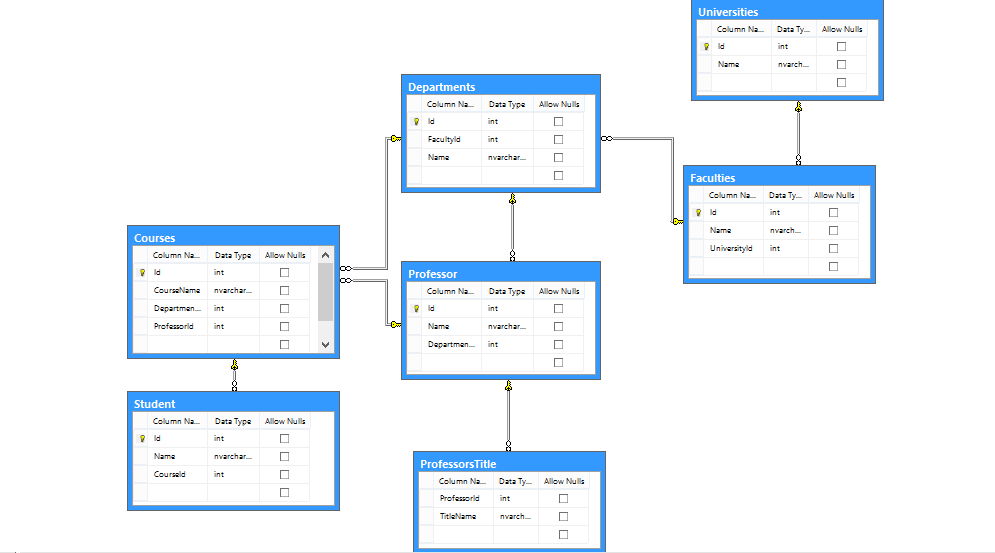 Universities
Column Na... Data Ty... Allow Nulls
Id int
Name nvarch...
Departments
Column Na... Data Type Allow Nulls
Id int
FacultyId int
Name nvarchar...
Faculties
Column Na... Data Ty... Allow Nulls
Id int
Name nvarch...
UniversityId int
Courses
Column Na... Data Type Allow Nulls
Id int
CourseName nvarchar...
Departmen... int
ProfessorId int
Professor
Column Na... Data Type Allow Nulls
Id int
Name nvarchar...
Departmen... int
Student
Column Na... Data Type Allow Nulls
Id int
Name nvarchar...
CourseId int
ProfessorsTitle
Column Na... Data Ty... Allow Nulls
ProfessorId int
TitleName nvarch...